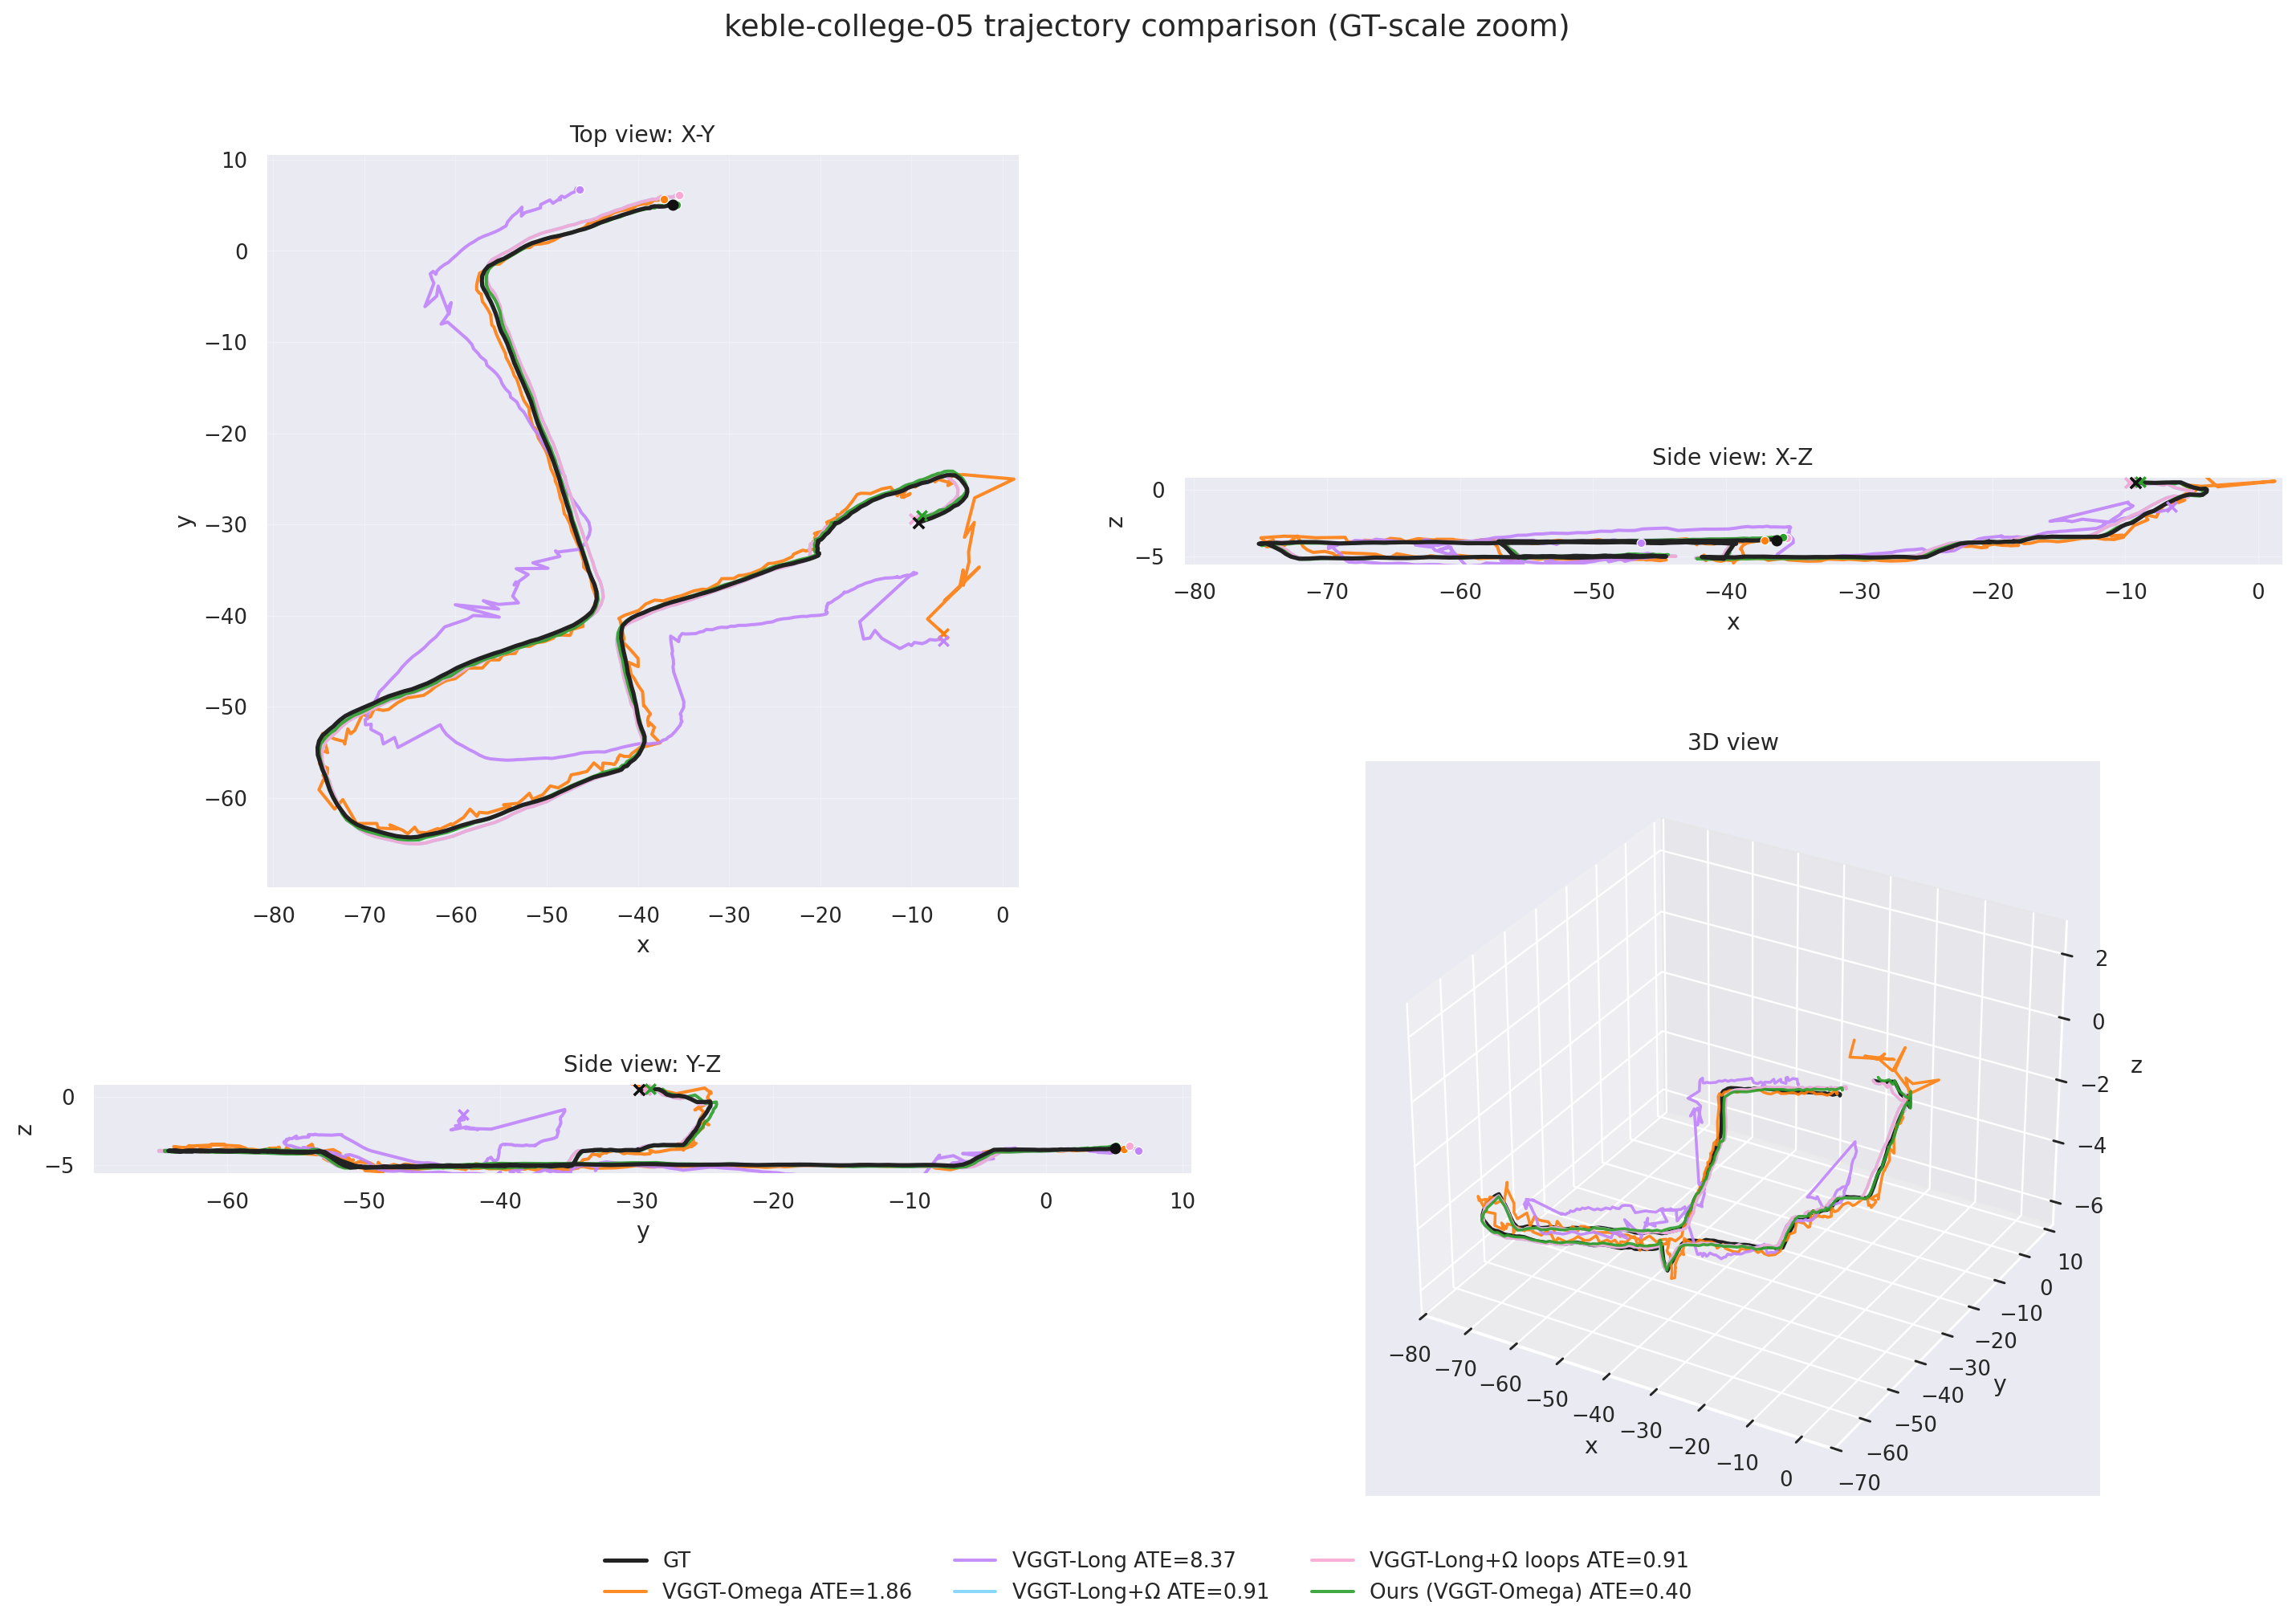 keble-college-05 trajectory comparison (GT-scale zoom)
Top view: X-Y
10
0
−10
−20
−30
−40
−50
−60
y
−80 −70 −60 −50 −40 −30 −20 −10 0
x
Side view: X-Z
0
−5
z
−80 −70 −60 −50 −40 −30 −20 −10 0
x
Side view: Y-Z
0
−5
z
−60 −50 −40 −30 −20 −10 0 10
y
3D view
2
0
−2
−4
−6
z
−80 −70 −60 −50 −40 −30 −20 −10 0
x
10
0
−10
−20
−30
−40
−50
−60
−70
y
GT
VGGT-Omega ATE=1.86
VGGT-Long ATE=8.37
VGGT-Long+Ω ATE=0.91
VGGT-Long+Ω loops ATE=0.91
Ours (VGGT-Omega) ATE=0.40